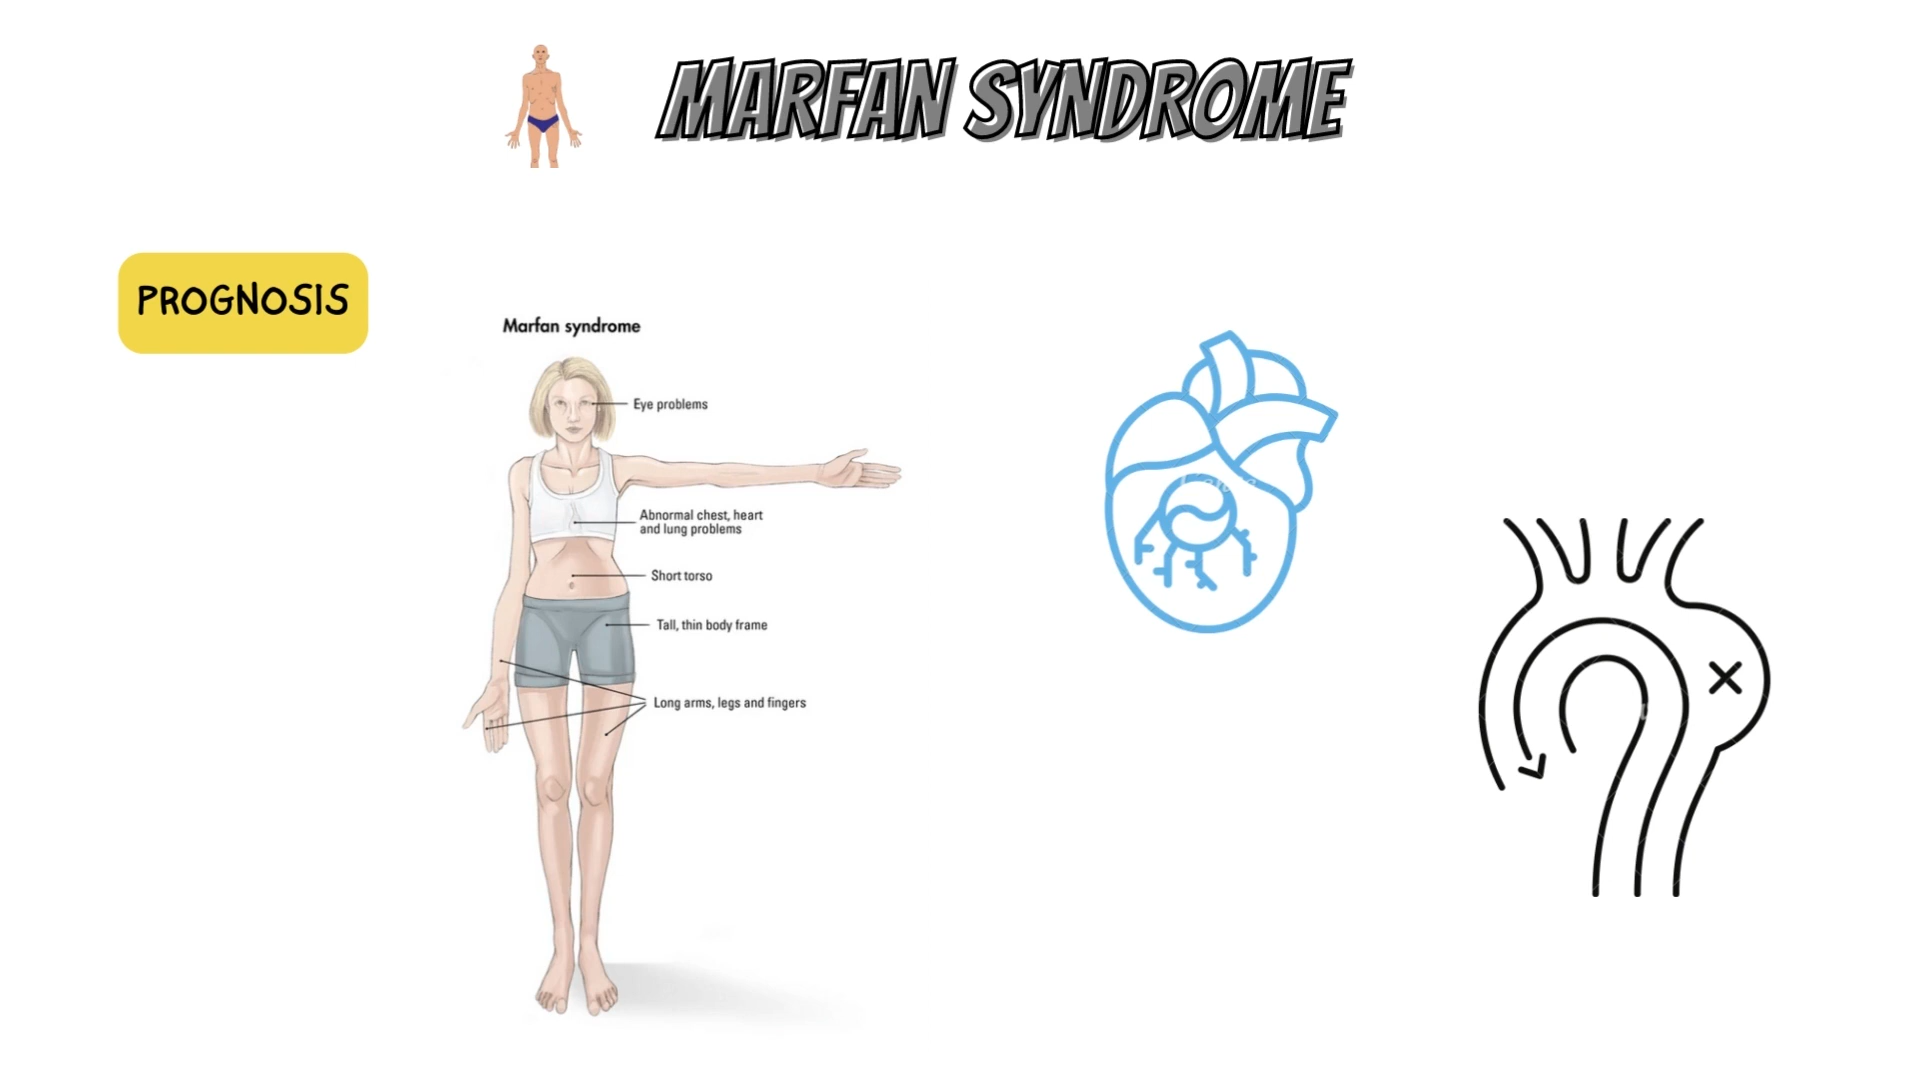 MARFAN SYNDROME
PROGNOSIS
Marfan syndrome
Eye problems
Abnormal chest, heart
and lung problems
Short torso
Tall, thin body frame
Long arms, legs and fingers